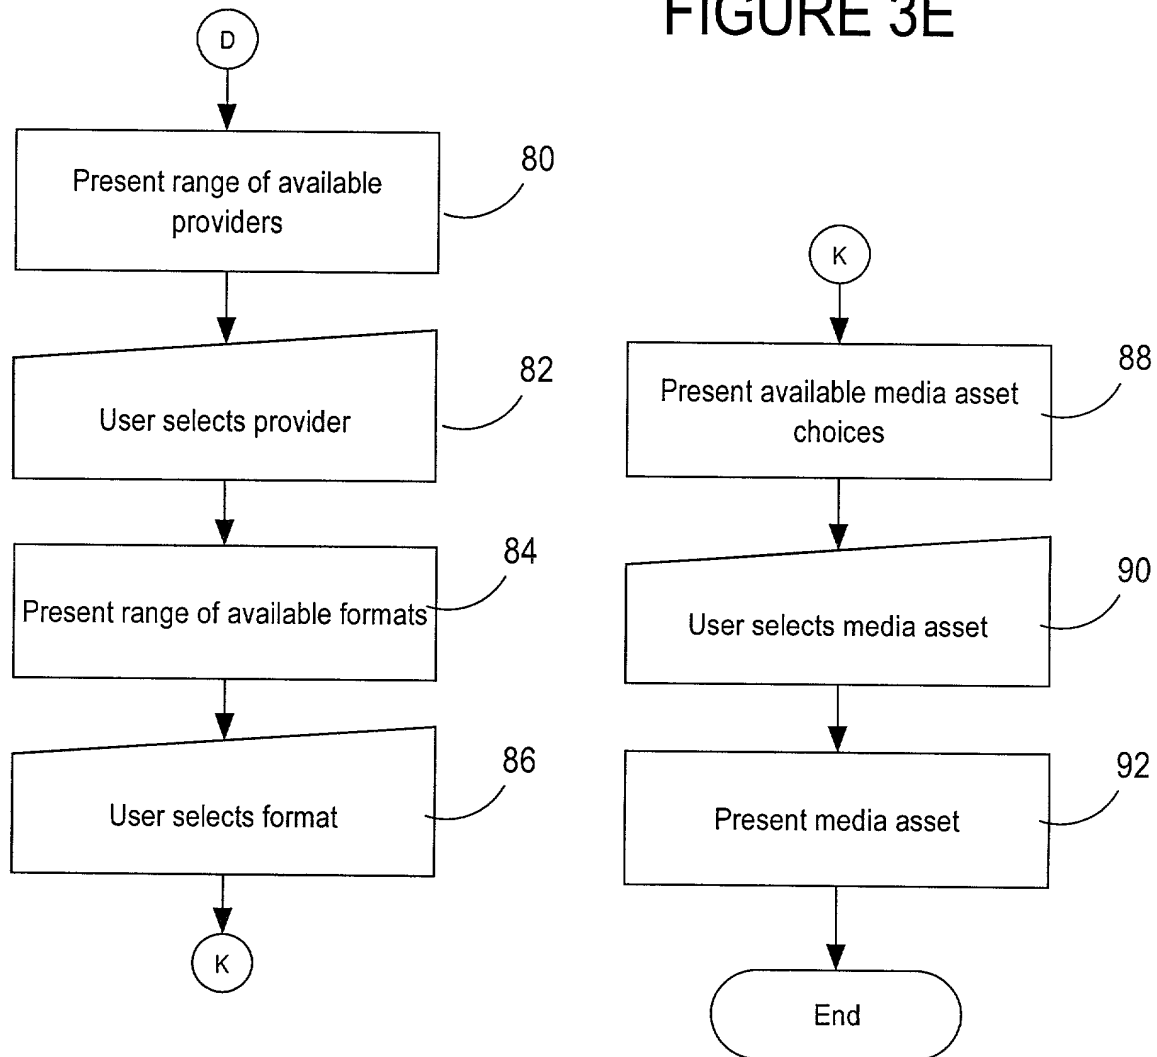 FIGURE 3E
D
Present range of available
providers
80
User selects provider
82
Present range of available formats
84
User selects format
86
K
K
Present available media asset
choices
88
User selects media asset
90
Present media asset
92
End